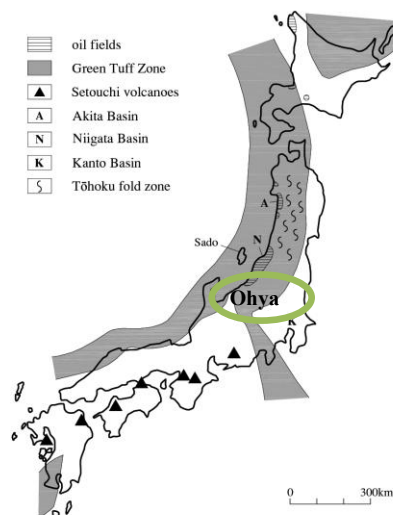 oil fields
Green Tuff Zone
Setouchi volcanoes
A Akita Basin
N Niigata Basin
K Kanto Basin
Tōhoku fold zone
A
Sado
N
Ohya
K
0 300km